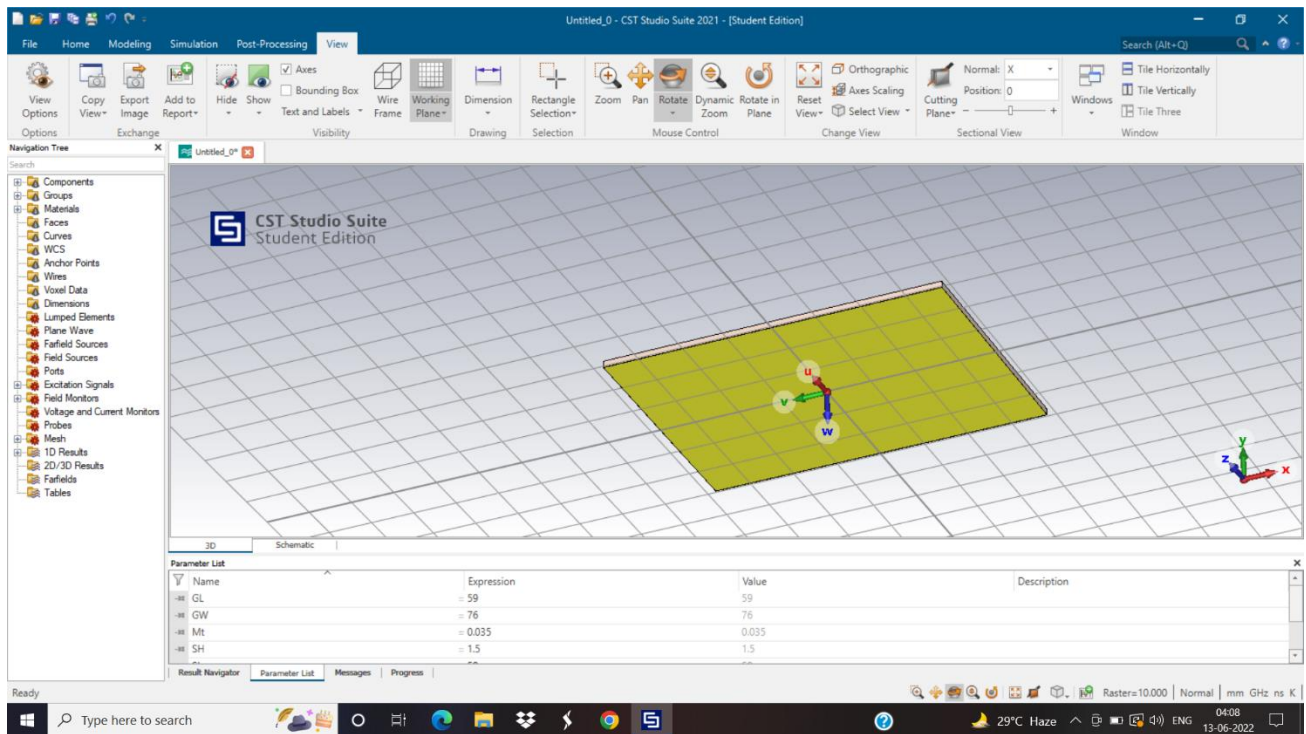 Untitled_0 - CST Studio Suite 2021 - [Student Edition]
File Home Modeling Simulation Post-Processing View Search (Alt+Q)
View Options
Copy View
Export Image
Add to Report
Hide
Show
Axes
Bounding Box
Text and Labels
Wire Frame
Working Plane
Dimension
Rectangle Selection
Zoom
Pan
Rotate
Dynamic Zoom
Rotate in Plane
Reset View
Orthographic
Axes Scaling
Select View
Cutting Plane
Normal: X
Position: 0
Windows
Tile Horizontally
Tile Vertically
Tile Three
Options Exchange Visibility Drawing Selection Mouse Control Change View Sectional View Window
Navigation Tree
Search
Components
Groups
Materials
Faces
Curves
WCS
Anchor Points
Wires
Voxel Data
Dimensions
Lumped Elements
Plane Wave
Farfield Sources
Field Sources
Ports
Excitation Signals
Field Monitors
Voltage and Current Monitors
Probes
Mesh
1D Results
2D/3D Results
Farfields
Tables
Untitled_0*
CST Studio Suite
Student Edition
u
v
w
y
z
x
3D Schematic
Parameter List
Name Expression Value Description
GL = 59 59
GW = 76 76
Mt = 0.035 0.035
SH = 1.5 1.5
Result Navigator Parameter List Messages Progress
Ready Raster=10.000 Normal mm GHz ns K
Type here to search 29°C Haze ENG 04:08
13-06-2022